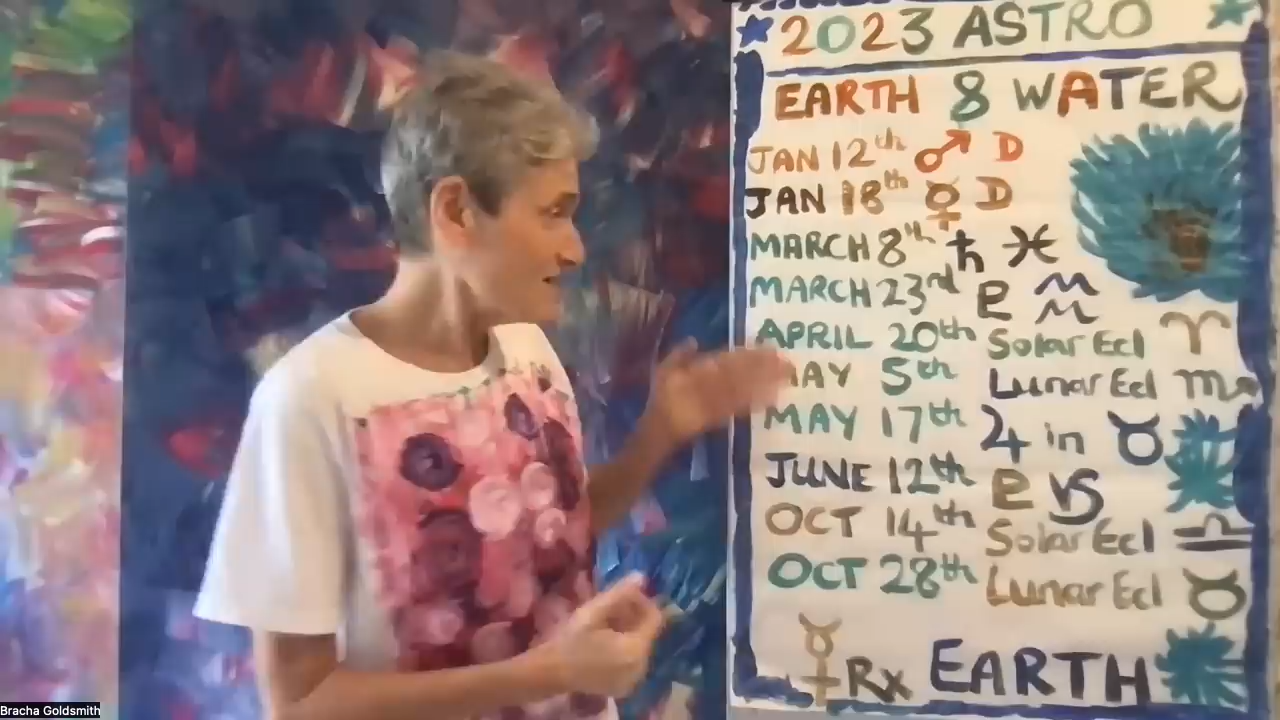 2023 ASTRO
EARTH & WATER
JAN 12th ♂ D
JAN 18th ☿ D
MARCH 8th ♄ ♓
MARCH 23rd ♇ ♒
APRIL 20th Solar Ecl ♈
MAY 5th Lunar Ecl ♏
MAY 17th ♃ in ♉
JUNE 12th ♇ ♑
OCT 14th Solar Ecl ♎
OCT 28th Lunar Ecl ♉
☿ Rx EARTH
Bracha Goldsmith